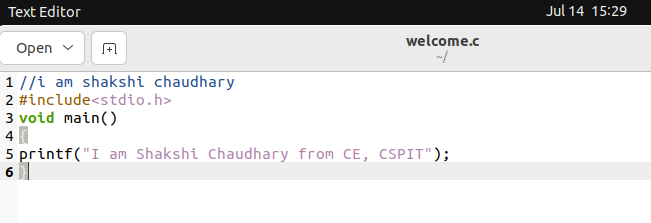 Text Editor Jul 14 15:29
Open welcome.c
~/
1 //i am shakshi chaudhary
2 #include<stdio.h>
3 void main()
4 {
5 printf("I am Shakshi Chaudhary from CE, CSPIT");
6 }